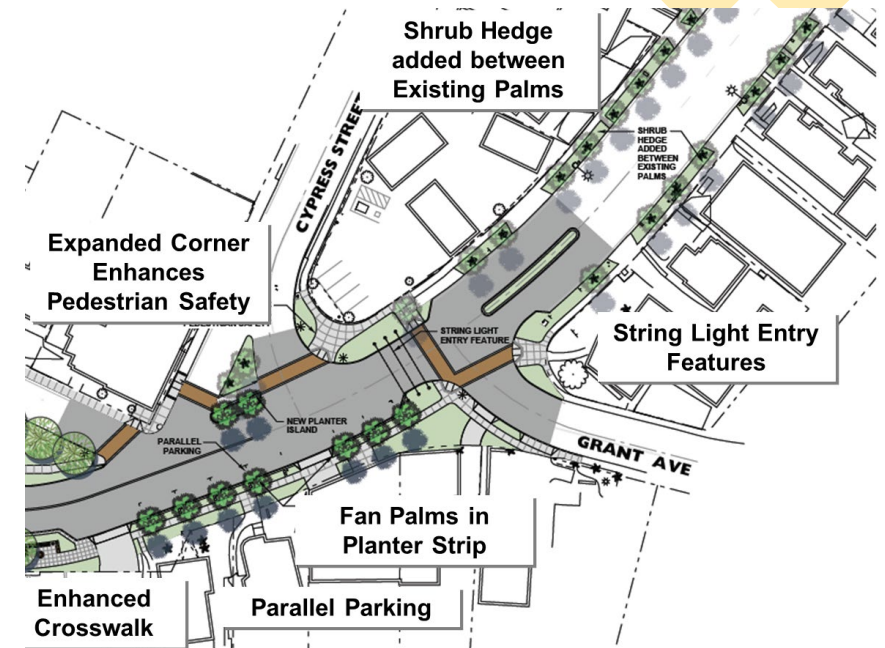 Shrub Hedge
added between
Existing Palms
SHRUB
HEDGE
ADDED
BETWEEN
EXISTING
PALMS
CYPRESS STREET
Expanded Corner
Enhances
Pedestrian Safety
STRING LIGHT
ENTRY FEATURE
String Light Entry
Features
NEW PLANTER
ISLAND
PARALLEL
PARKING
GRANT AVE
Fan Palms in
Planter Strip
Enhanced
Crosswalk
Parallel Parking